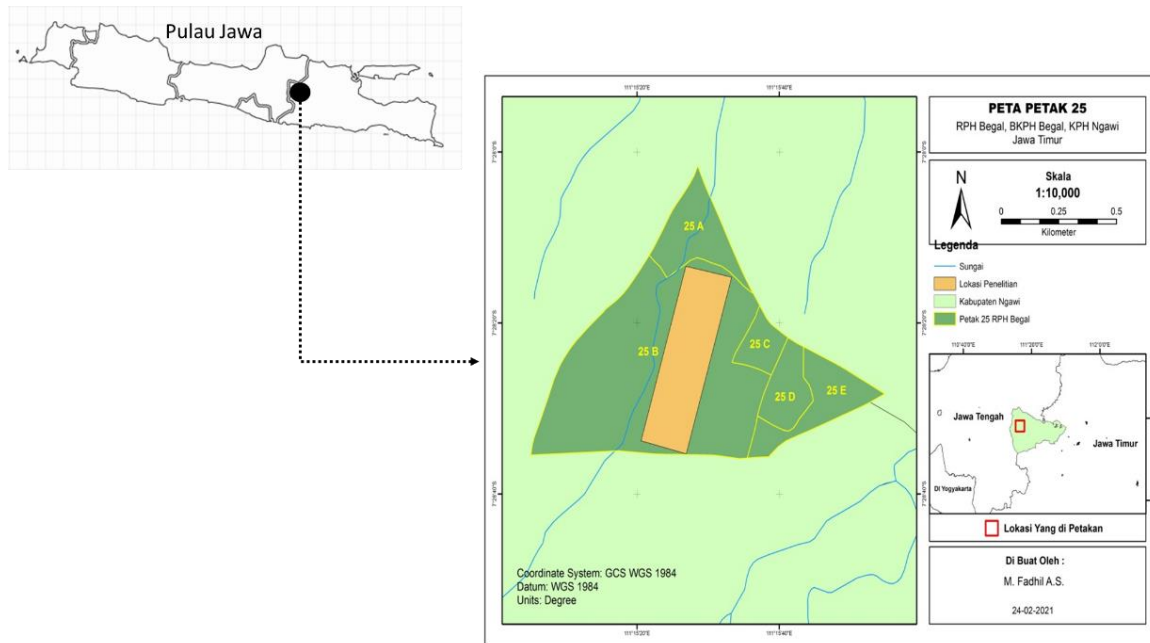 Pulau Jawa
PETA PETAK 25
RPH Begal, BKPH Begal, KPH Ngawi
Jawa Timur
N
Skala
1:10,000
0 0.25 0.5
Kilometer
Legenda
Sungai
Lokasi Penelitian
Kabupaten Ngawi
Petak 25 RPH Begal
25 A
25 B
25 C
25 D
25 E
Coordinate System: GCS WGS 1984
Datum: WGS 1984
Units: Degree
Jawa Tengah
Jawa Timur
DI Yogyakarta
Lokasi Yang di Petakan
Di Buat Oleh :
M. Fadhil A.S.
24-02-2021